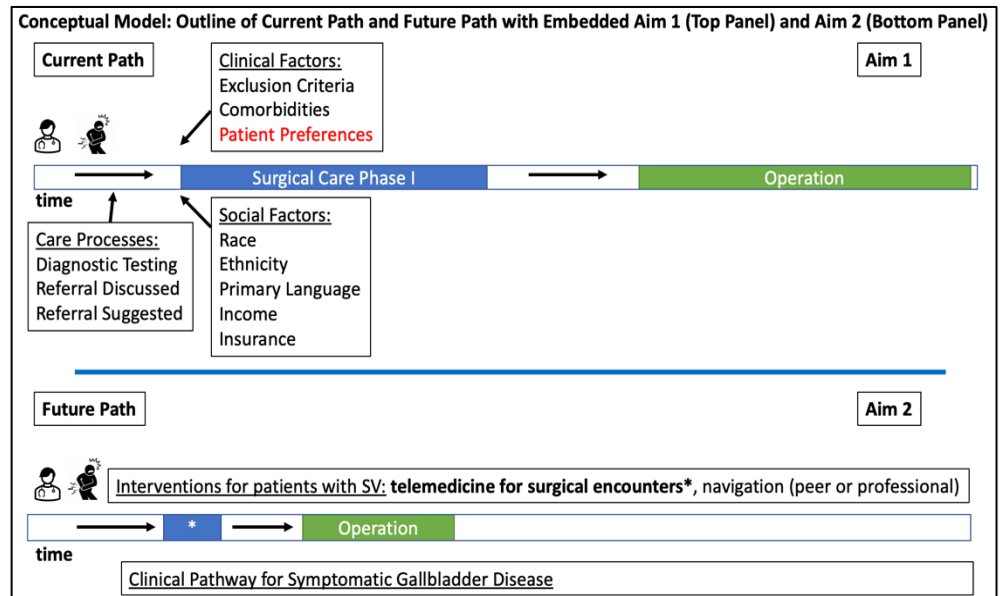 Conceptual Model: Outline of Current Path and Future Path with Embedded Aim 1 (Top Panel) and Aim 2 (Bottom Panel)
Current Path
Clinical Factors:
Exclusion Criteria
Comorbidities
Patient Preferences
Aim 1
Surgical Care Phase I
Operation
time
Care Processes:
Diagnostic Testing
Referral Discussed
Referral Suggested
Social Factors:
Race
Ethnicity
Primary Language
Income
Insurance
Future Path
Aim 2
Interventions for patients with SV: telemedicine for surgical encounters*, navigation (peer or professional)
*
Operation
time
Clinical Pathway for Symptomatic Gallbladder Disease